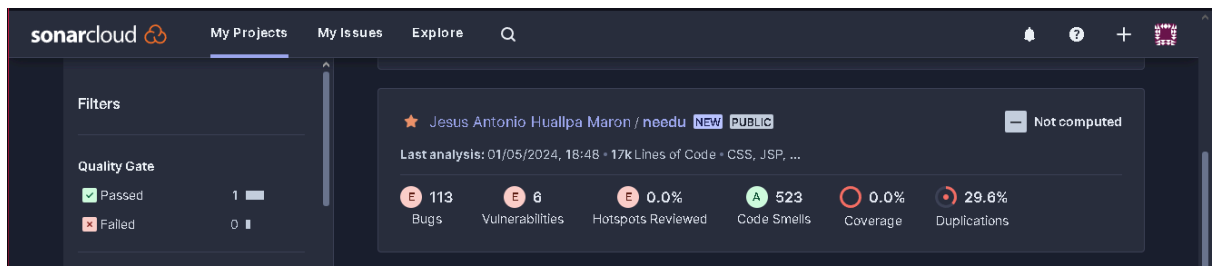 sonarcloud My Projects My Issues Explore
Filters
Jesus Antonio Huallpa Maron / needu NEW PUBLIC
Not computed
Last analysis: 01/05/2024, 18:48 • 17k Lines of Code • CSS, JSP, ...
Quality Gate
Passed 1
Failed 0
E 113 E 6 E 0.0% A 523 0.0% 29.6%
Bugs Vulnerabilities Hotspots Reviewed Code Smells Coverage Duplications